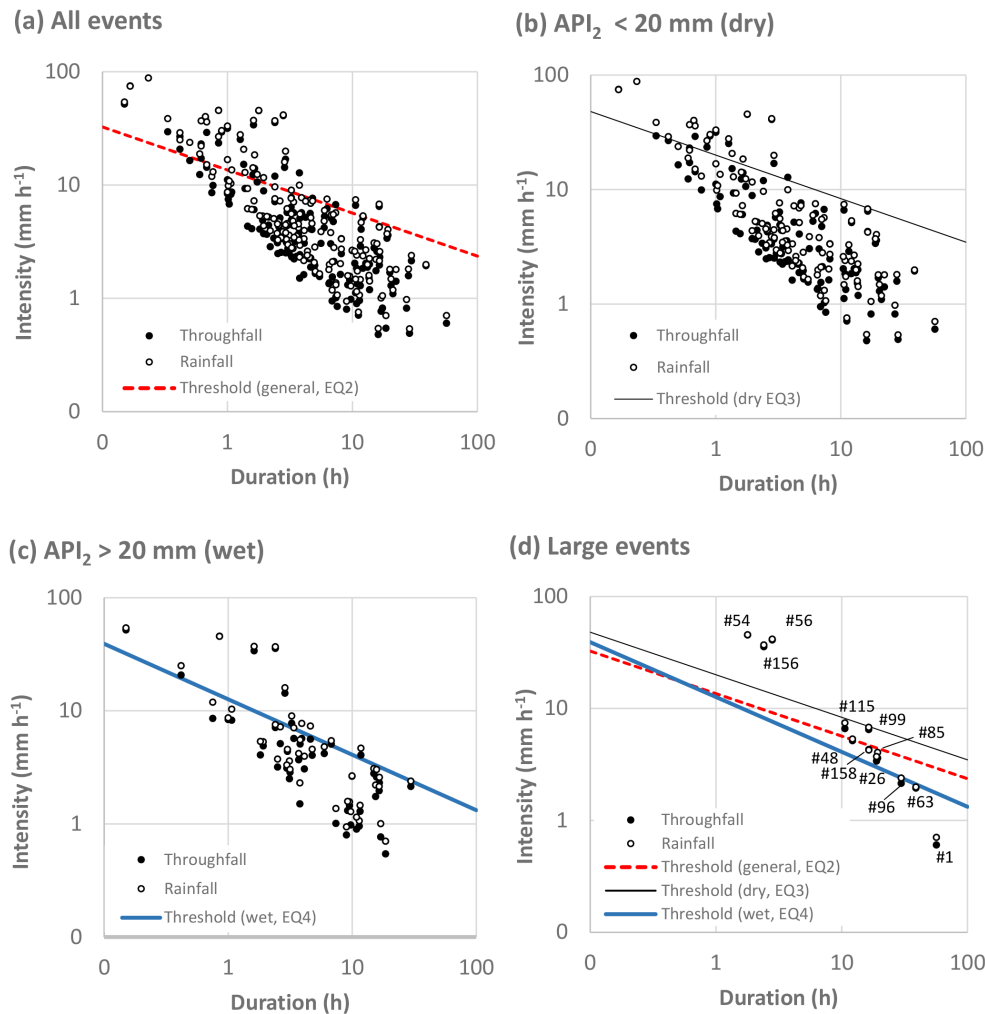 (a) All events
100
10
1
0
Intensity (mm h⁻¹)
Throughfall
Rainfall
Threshold (general, EQ2)
0 1 10 100
Duration (h)
(b) API₂ < 20 mm (dry)
100
10
1
0
Intensity (mm h⁻¹)
Throughfall
Rainfall
Threshold (dry EQ3)
0 1 10 100
Duration (h)
(c) API₂ > 20 mm (wet)
100
10
1
0
Intensity (mm h⁻¹)
Throughfall
Rainfall
Threshold (wet, EQ4)
0 1 10 100
Duration (h)
(d) Large events
100
10
1
0
Intensity (mm h⁻¹)
#54 #56
#156
#115
#99
#85
#48
#158
#26
#96
#63
#1
Throughfall
Rainfall
Threshold (general, EQ2)
Threshold (dry, EQ3)
Threshold (wet, EQ4)
0 1 10 100
Duration (h)